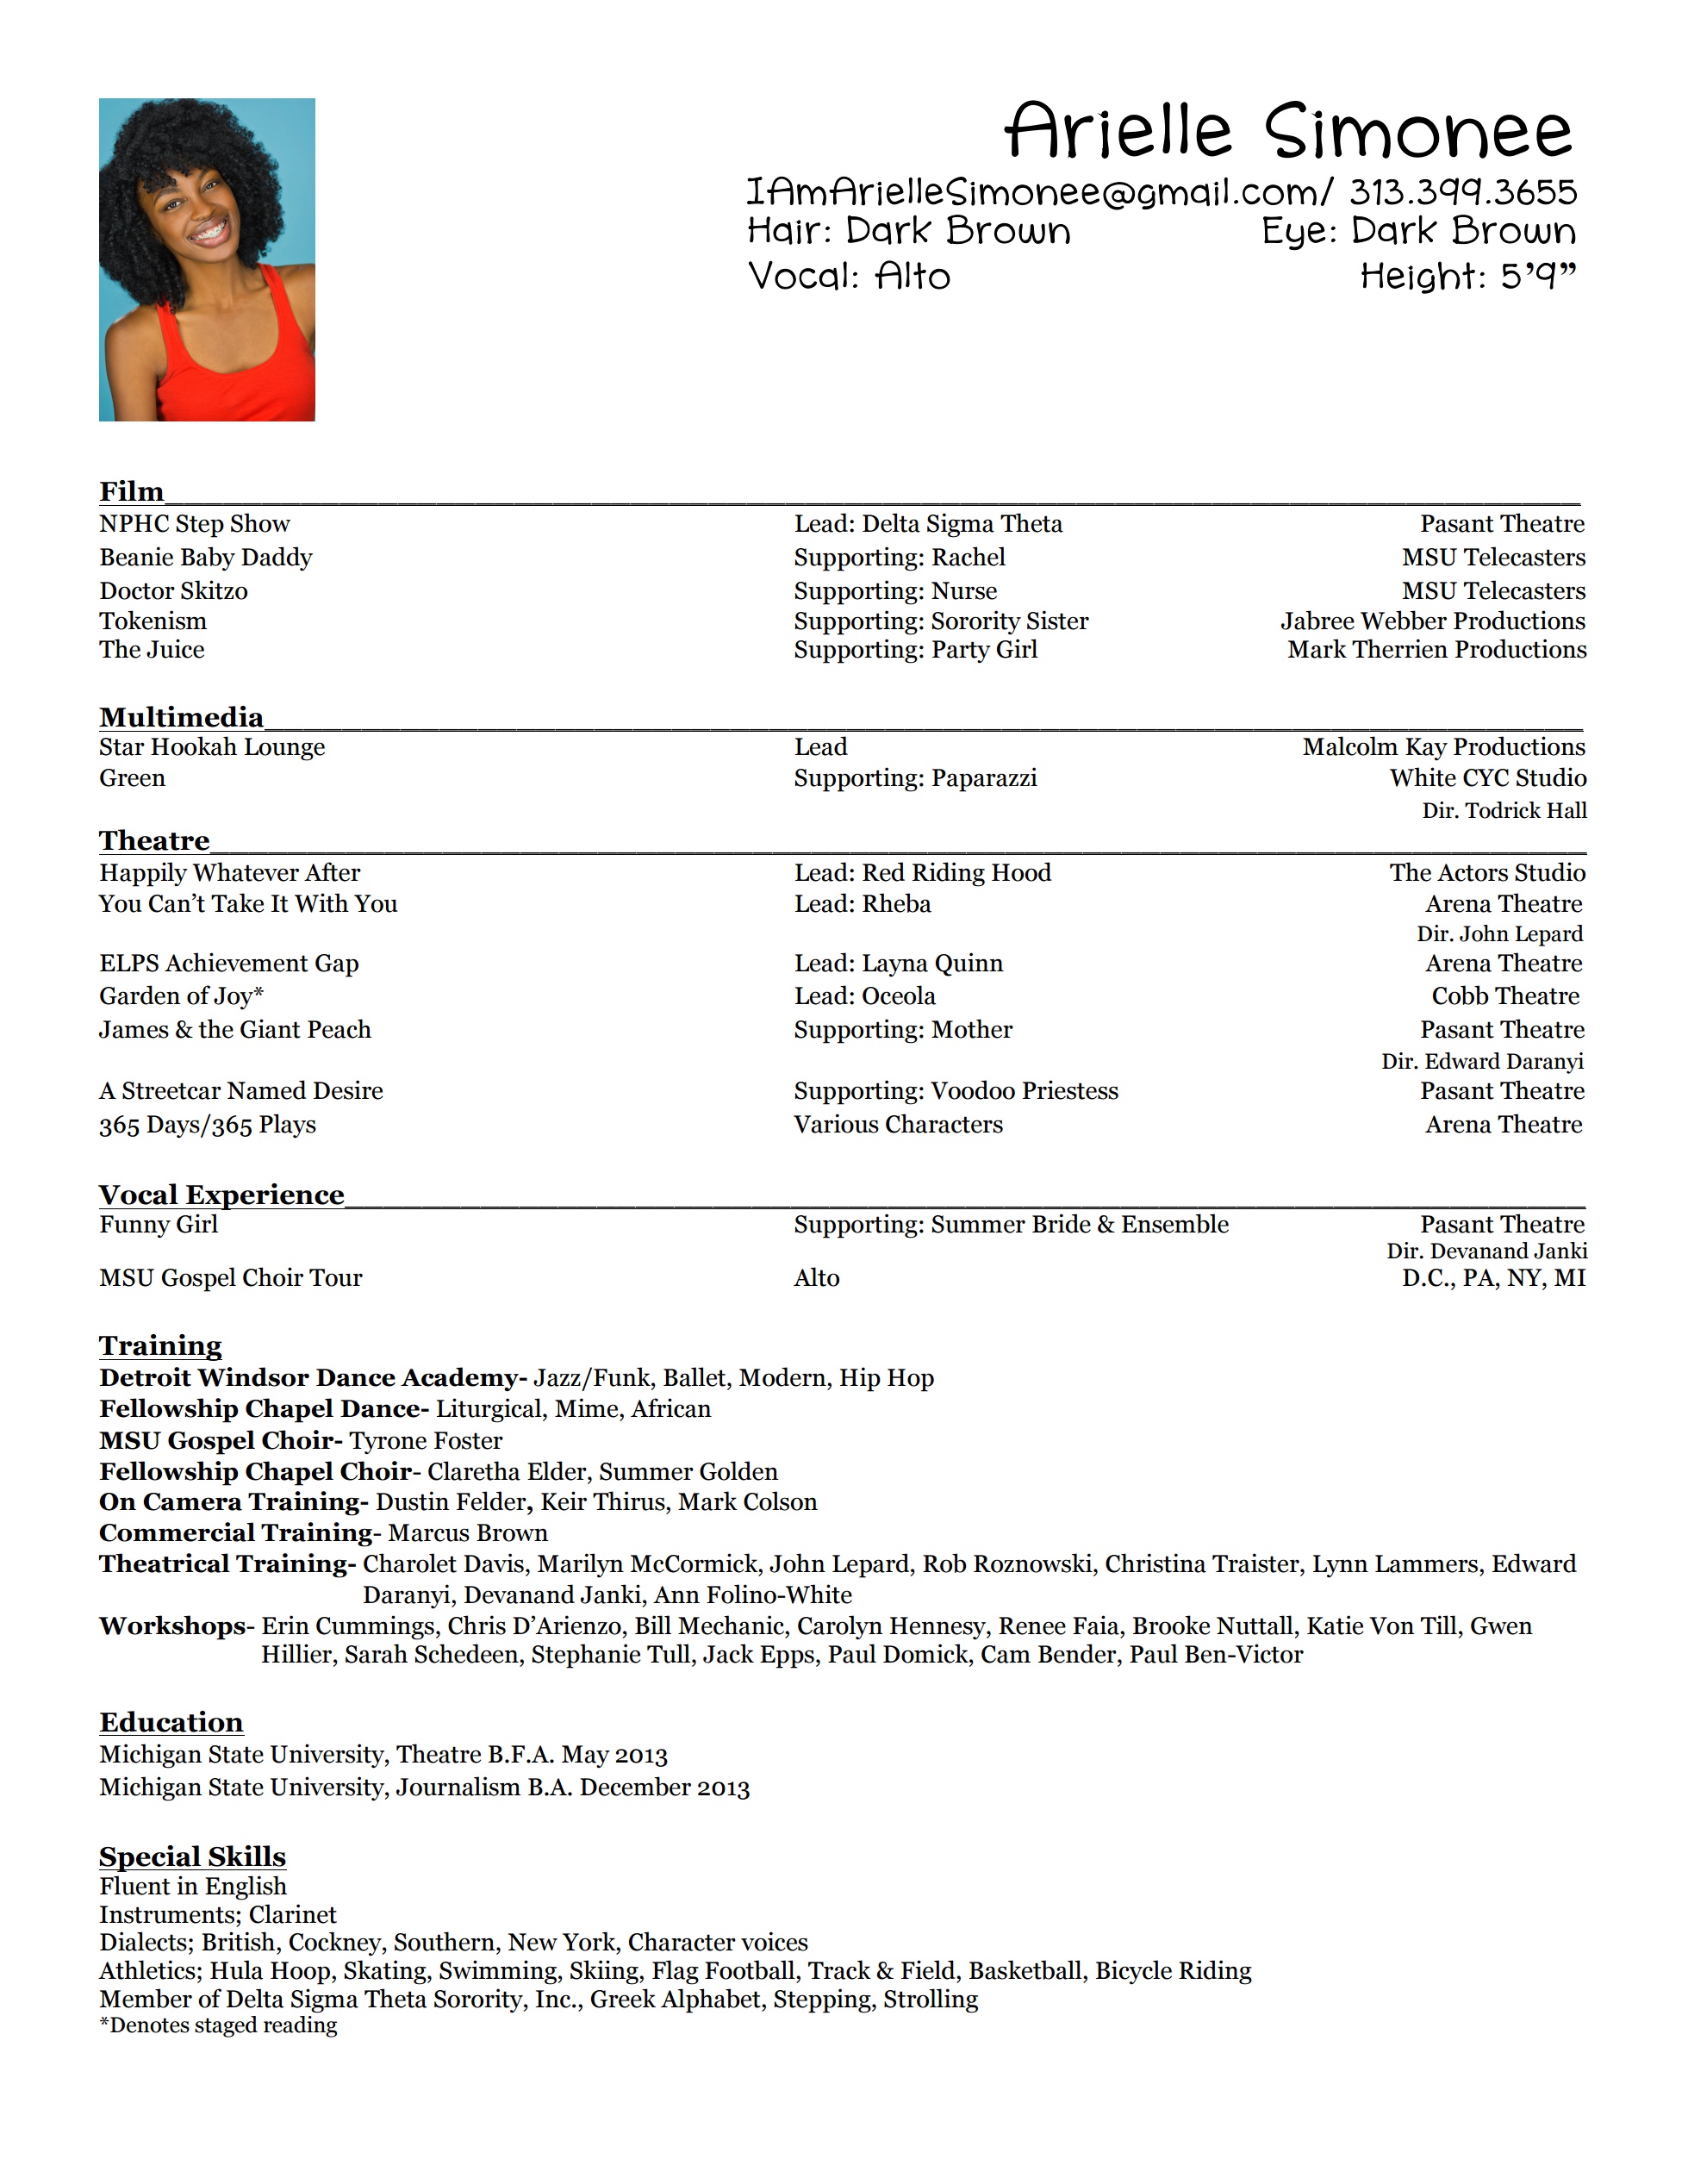 Arielle Simonee
IAmArielleSimonee@gmail.com/ 313.399.3655
Hair: Dark Brown Eye: Dark Brown
Vocal: Alto Height: 5’9”
Film
NPHC Step Show Lead: Delta Sigma Theta Pasant Theatre
Beanie Baby Daddy Supporting: Rachel MSU Telecasters
Doctor Skitzo Supporting: Nurse MSU Telecasters
Tokenism Supporting: Sorority Sister Jabree Webber Productions
The Juice Supporting: Party Girl Mark Therrien Productions
Multimedia
Star Hookah Lounge Lead Malcolm Kay Productions
Green Supporting: Paparazzi White CYC Studio
Dir. Todrick Hall
Theatre
Happily Whatever After Lead: Red Riding Hood The Actors Studio
You Can’t Take It With You Lead: Rheba Arena Theatre
Dir. John Lepard
ELPS Achievement Gap Lead: Layna Quinn Arena Theatre
Garden of Joy* Lead: Oceola Cobb Theatre
James & the Giant Peach Supporting: Mother Pasant Theatre
Dir. Edward Daranyi
A Streetcar Named Desire Supporting: Voodoo Priestess Pasant Theatre
365 Days/365 Plays Various Characters Arena Theatre
Vocal Experience
Funny Girl Supporting: Summer Bride & Ensemble Pasant Theatre
Dir. Devanand Janki
MSU Gospel Choir Tour Alto D.C., PA, NY, MI
Training
Detroit Windsor Dance Academy- Jazz/Funk, Ballet, Modern, Hip Hop
Fellowship Chapel Dance- Liturgical, Mime, African
MSU Gospel Choir- Tyrone Foster
Fellowship Chapel Choir- Claretha Elder, Summer Golden
On Camera Training- Dustin Felder, Keir Thirus, Mark Colson
Commercial Training- Marcus Brown
Theatrical Training- Charolet Davis, Marilyn McCormick, John Lepard, Rob Roznowski, Christina Traister, Lynn Lammers, Edward
Daranyi, Devanand Janki, Ann Folino-White
Workshops- Erin Cummings, Chris D’Arienzo, Bill Mechanic, Carolyn Hennesy, Renee Faia, Brooke Nuttall, Katie Von Till, Gwen
Hillier, Sarah Schedeen, Stephanie Tull, Jack Epps, Paul Domick, Cam Bender, Paul Ben-Victor
Education
Michigan State University, Theatre B.F.A. May 2013
Michigan State University, Journalism B.A. December 2013
Special Skills
Fluent in English
Instruments; Clarinet
Dialects; British, Cockney, Southern, New York, Character voices
Athletics; Hula Hoop, Skating, Swimming, Skiing, Flag Football, Track & Field, Basketball, Bicycle Riding
Member of Delta Sigma Theta Sorority, Inc., Greek Alphabet, Stepping, Strolling
*Denotes staged reading